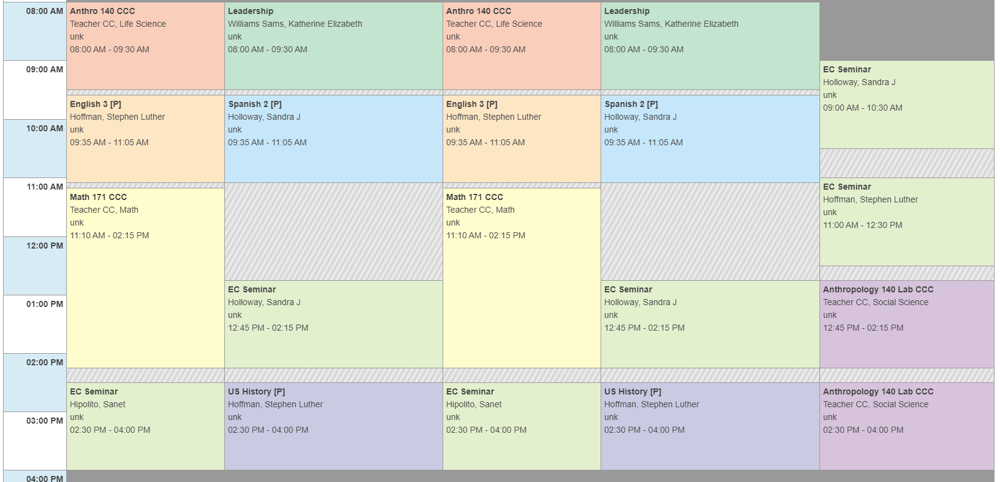 08:00 AM
09:00 AM
10:00 AM
11:00 AM
12:00 PM
01:00 PM
02:00 PM
03:00 PM
04:00 PM
Anthro 140 CCC
Teacher CC, Life Science
unk
08:00 AM - 09:30 AM
English 3 [P]
Hoffman, Stephen Luther
unk
09:35 AM - 11:05 AM
Math 171 CCC
Teacher CC, Math
unk
11:10 AM - 02:15 PM
EC Seminar
Hipolito, Sanet
unk
02:30 PM - 04:00 PM
Leadership
Williams Sams, Katherine Elizabeth
unk
08:00 AM - 09:30 AM
Spanish 2 [P]
Holloway, Sandra J
unk
09:35 AM - 11:05 AM
EC Seminar
Holloway, Sandra J
unk
12:45 PM - 02:15 PM
US History [P]
Hoffman, Stephen Luther
unk
02:30 PM - 04:00 PM
Anthro 140 CCC
Teacher CC, Life Science
unk
08:00 AM - 09:30 AM
English 3 [P]
Hoffman, Stephen Luther
unk
09:35 AM - 11:05 AM
Math 171 CCC
Teacher CC, Math
unk
11:10 AM - 02:15 PM
EC Seminar
Hipolito, Sanet
unk
02:30 PM - 04:00 PM
Leadership
Williams Sams, Katherine Elizabeth
unk
08:00 AM - 09:30 AM
Spanish 2 [P]
Holloway, Sandra J
unk
09:35 AM - 11:05 AM
EC Seminar
Holloway, Sandra J
unk
12:45 PM - 02:15 PM
US History [P]
Hoffman, Stephen Luther
unk
02:30 PM - 04:00 PM
EC Seminar
Holloway, Sandra J
unk
09:00 AM - 10:30 AM
EC Seminar
Hoffman, Stephen Luther
unk
11:00 AM - 12:30 PM
Anthropology 140 Lab CCC
Teacher CC, Social Science
unk
12:45 PM - 02:15 PM
Anthropology 140 Lab CCC
Teacher CC, Social Science
unk
02:30 PM - 04:00 PM